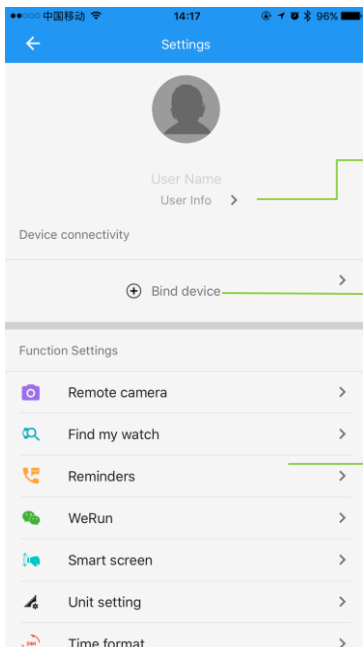 中国移动 14:17 96%
Settings
User Name
User Info
Device connectivity
Bind device
Function Settings
Remote camera
Find my watch
Reminders
WeRun
Smart screen
Unit setting
24H
Time format